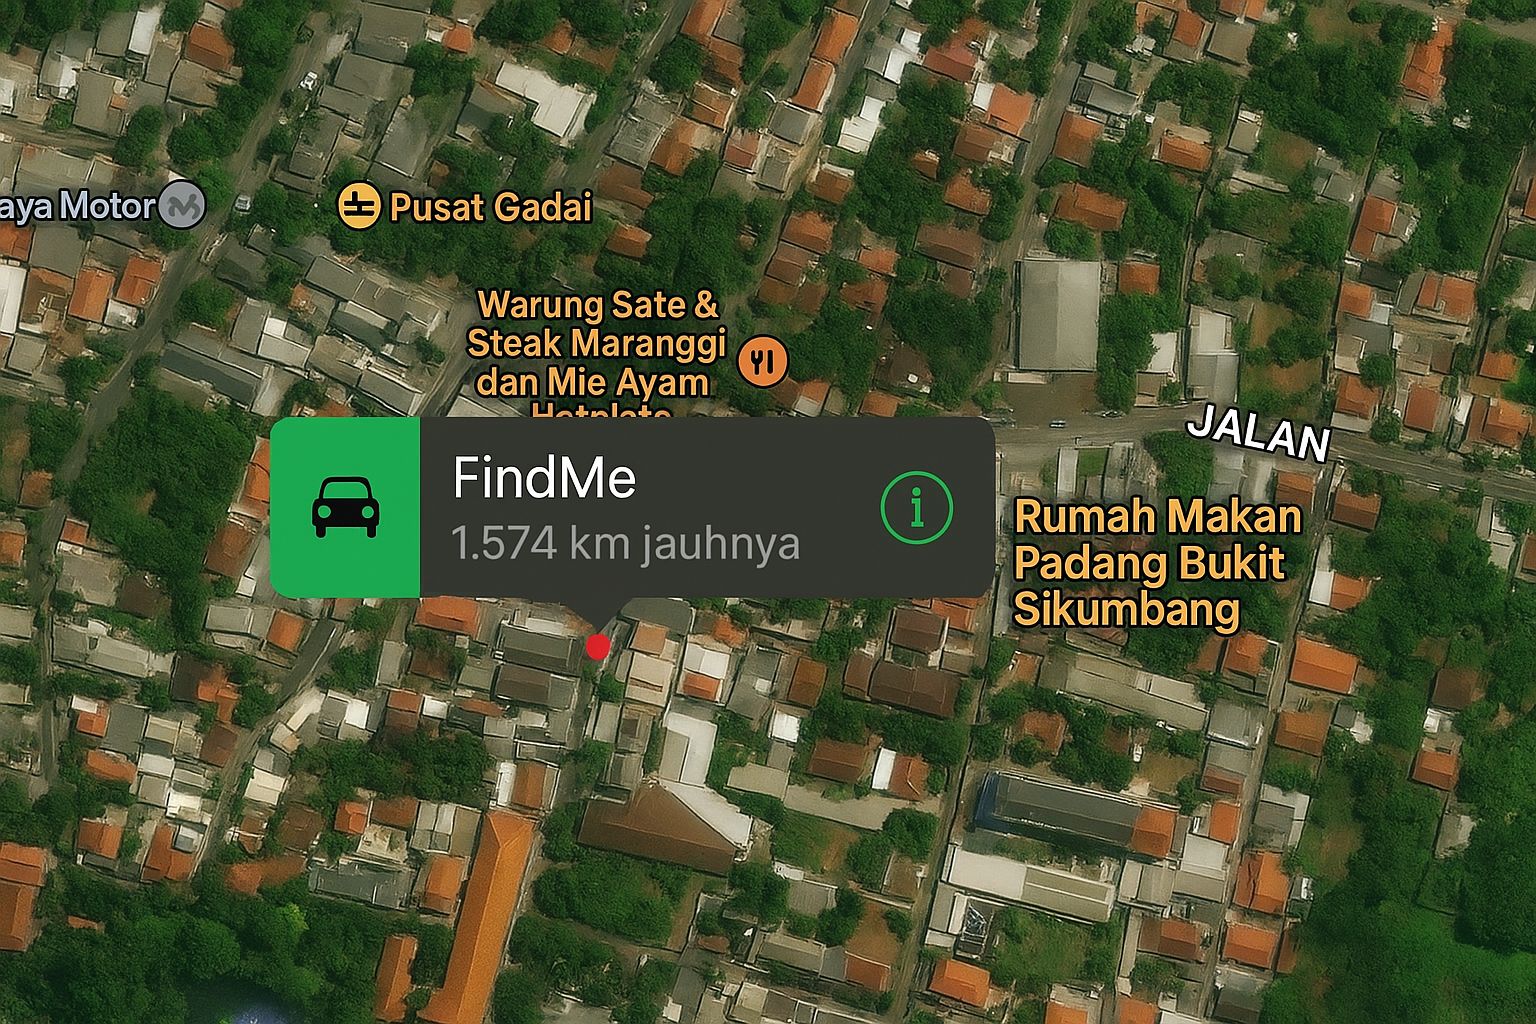 aya Motor
Pusat Gadai
Warung Sate &
Steak Maranggi
dan Mie Ayam
FindMe
1.574 km jauhnya
JALAN
Rumah Makan
Padang Bukit
Sikumbang